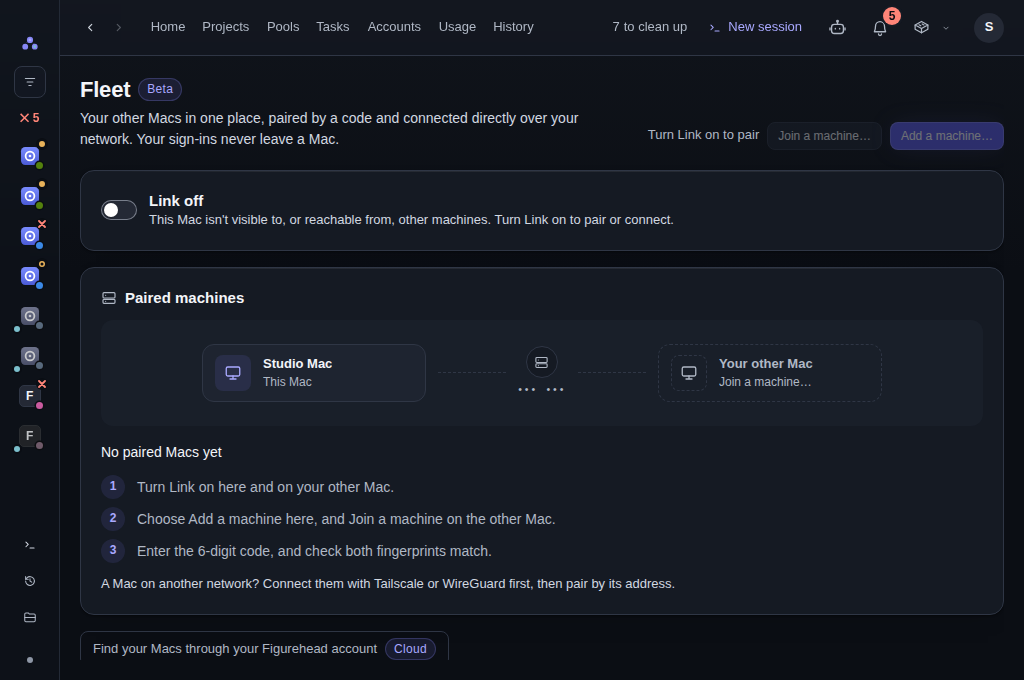 Home Projects Pools Tasks Accounts Usage History 7 to clean up New session 5 S
5
Fleet Beta
Your other Macs in one place, paired by a code and connected directly over your
network. Your sign-ins never leave a Mac.
Turn Link on to pair Join a machine… Add a machine…
Link off
This Mac isn't visible to, or reachable from, other machines. Turn Link on to pair or connect.
Paired machines
Studio Mac
This Mac
Your other Mac
Join a machine…
No paired Macs yet
1 Turn Link on here and on your other Mac.
2 Choose Add a machine here, and Join a machine on the other Mac.
3 Enter the 6-digit code, and check both fingerprints match.
A Mac on another network? Connect them with Tailscale or WireGuard first, then pair by its address.
Find your Macs through your Figurehead account Cloud
F
F